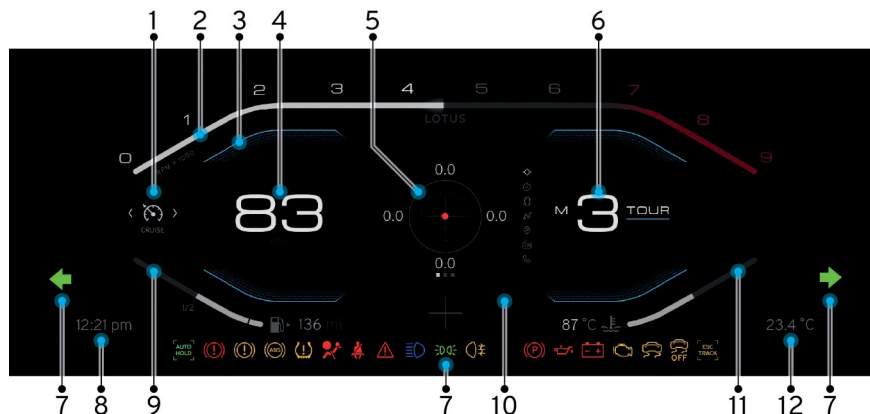 1 2 3 4 5 6
0 1 2 3 4 5 6 7 8 9
RPM × 1000
LOTUS
0.0
83
0.0 0.0
M 3 TOUR
CRUISE
0.0
1/2
136 mi
87 °C
12:21 pm
23.4 °C
AUTO HOLD
ABS
P
OFF
ESC TRACK
7 8 9 7 10 11 12 7